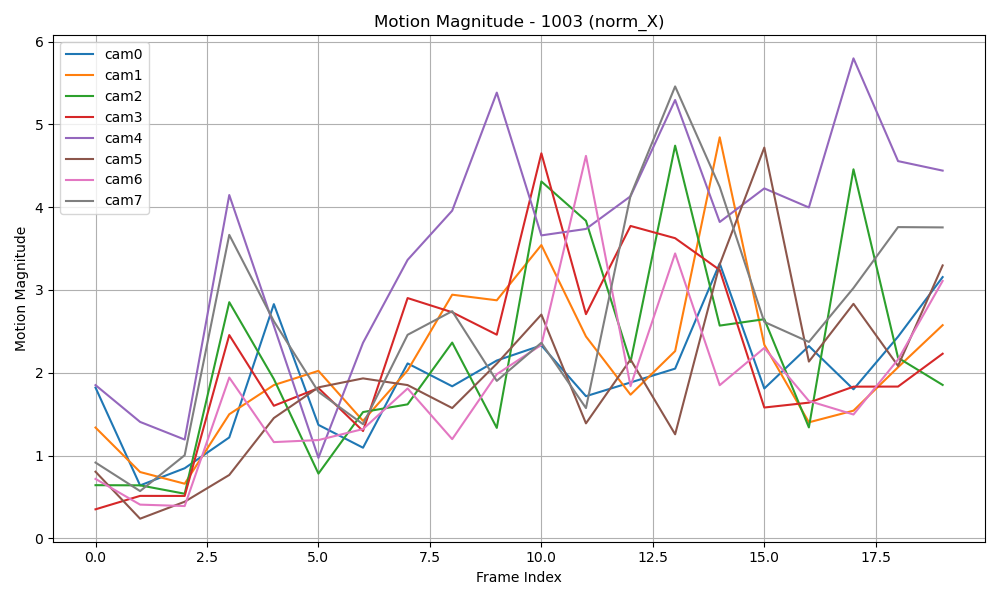 Motion Magnitude - 1003 (norm_X)
cam0
cam1
cam2
cam3
cam4
cam5
cam6
cam7
Motion Magnitude
6
5
4
3
2
1
0
0.0 2.5 5.0 7.5 10.0 12.5 15.0 17.5
Frame Index